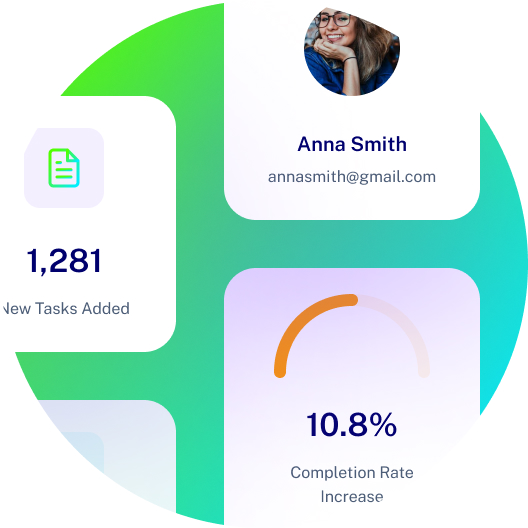 Anna Smith
annasmith@gmail.com
1,281
New Tasks Added
10.8%
Completion Rate
Increase